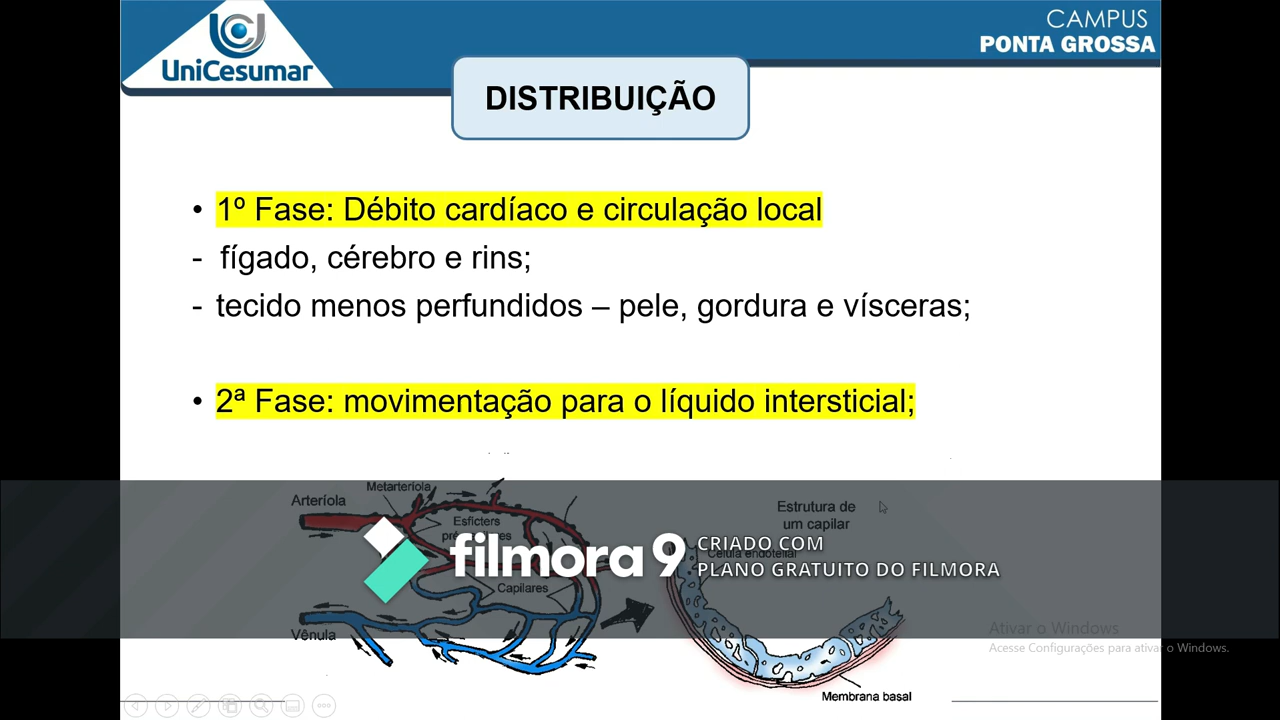 UniCesumar
CAMPUS
PONTA GROSSA
DISTRIBUIÇÃO
• 1º Fase: Débito cardíaco e circulação local
- fígado, cérebro e rins;
- tecido menos perfundidos – pele, gordura e vísceras;
• 2ª Fase: movimentação para o líquido intersticial;
Metarteríola
Arteríola
Esficters
Estrutura de
um capilar
filmora 9
CRIADO COM
Célula endotelial
PLANO GRATUITO DO FILMORA
Capilares
Vênula
Ativar o Windows
Acesse Configurações para ativar o Windows.
Membrana basal